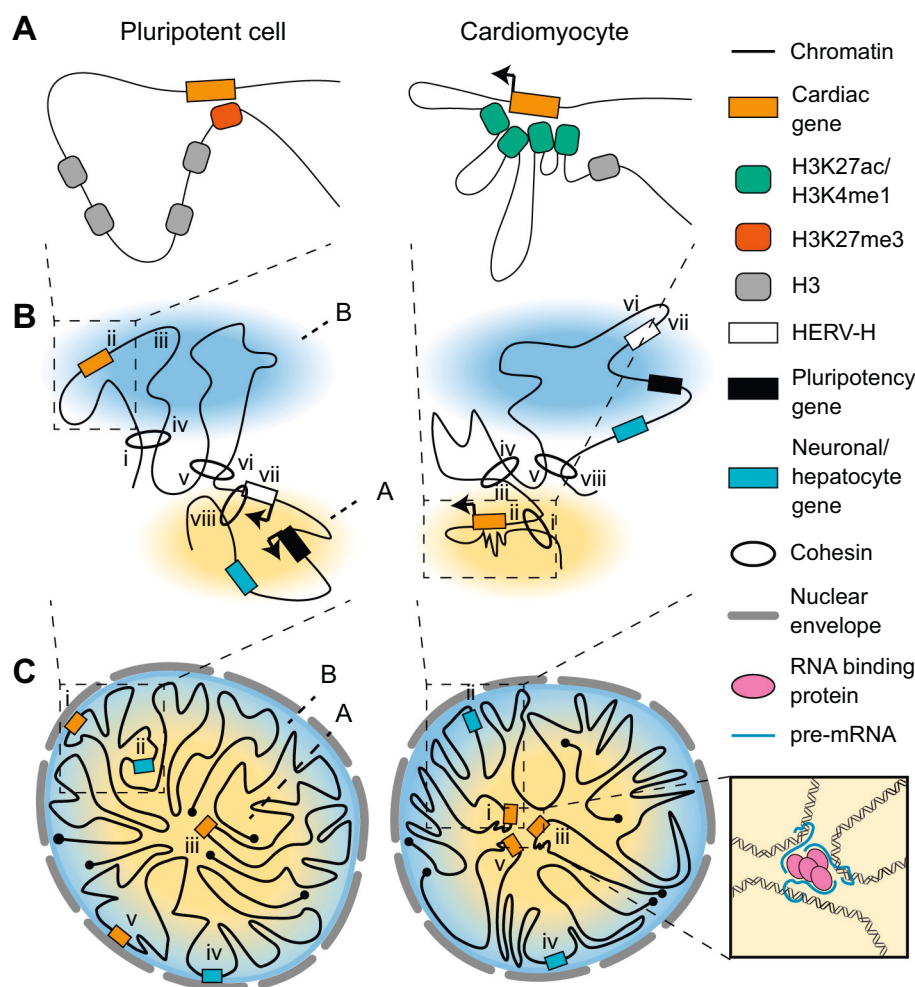 A
Pluripotent cell
Cardiomyocyte
Chromatin
Cardiac
gene
H3K27ac/
H3K4me1
H3K27me3
H3
HERV-H
Pluripotency
gene
Neuronal/
hepatocyte
gene
Cohesin
Nuclear
envelope
RNA binding
protein
pre-mRNA
B
B
ii
iii
iv
i
v
vi
vii
viii
A
vi
vii
iv
v
viii
iii
ii
i
C
B
A
i
ii
iii
v
iv
ii
i
iii
v
iv